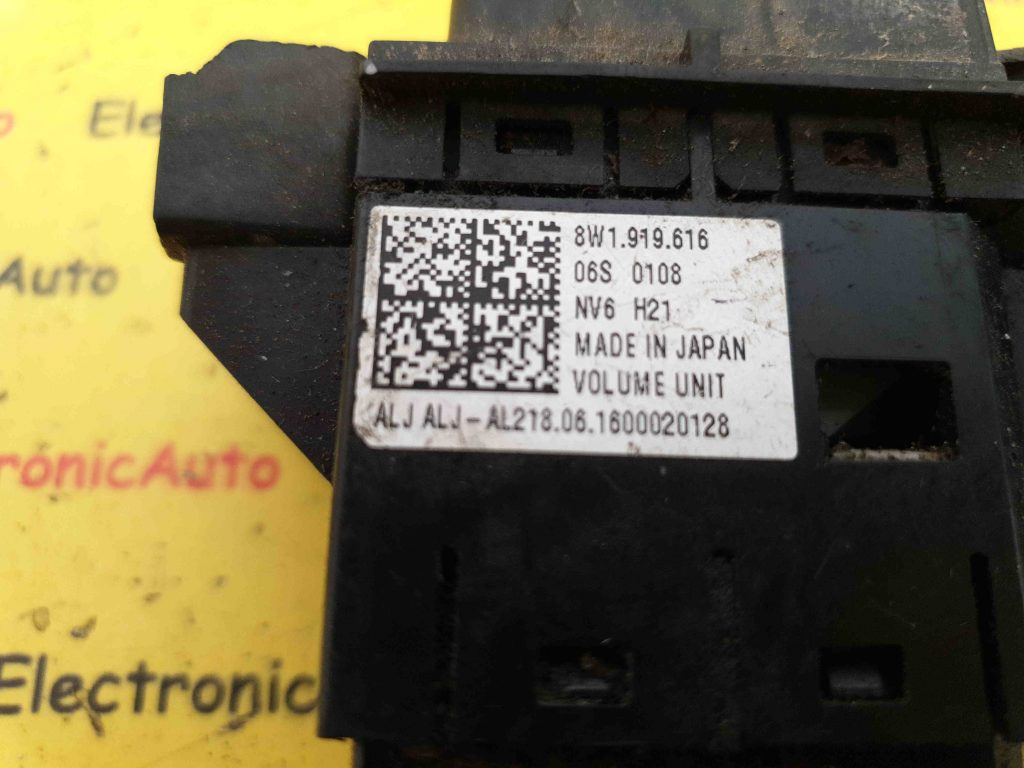 Ele
Auto
rónicAuto
Electronic
8W1.919.616
06S 0108
NV6 H21
MADE IN JAPAN
VOLUME UNIT
ALJ ALJ-AL218.06.1600020128